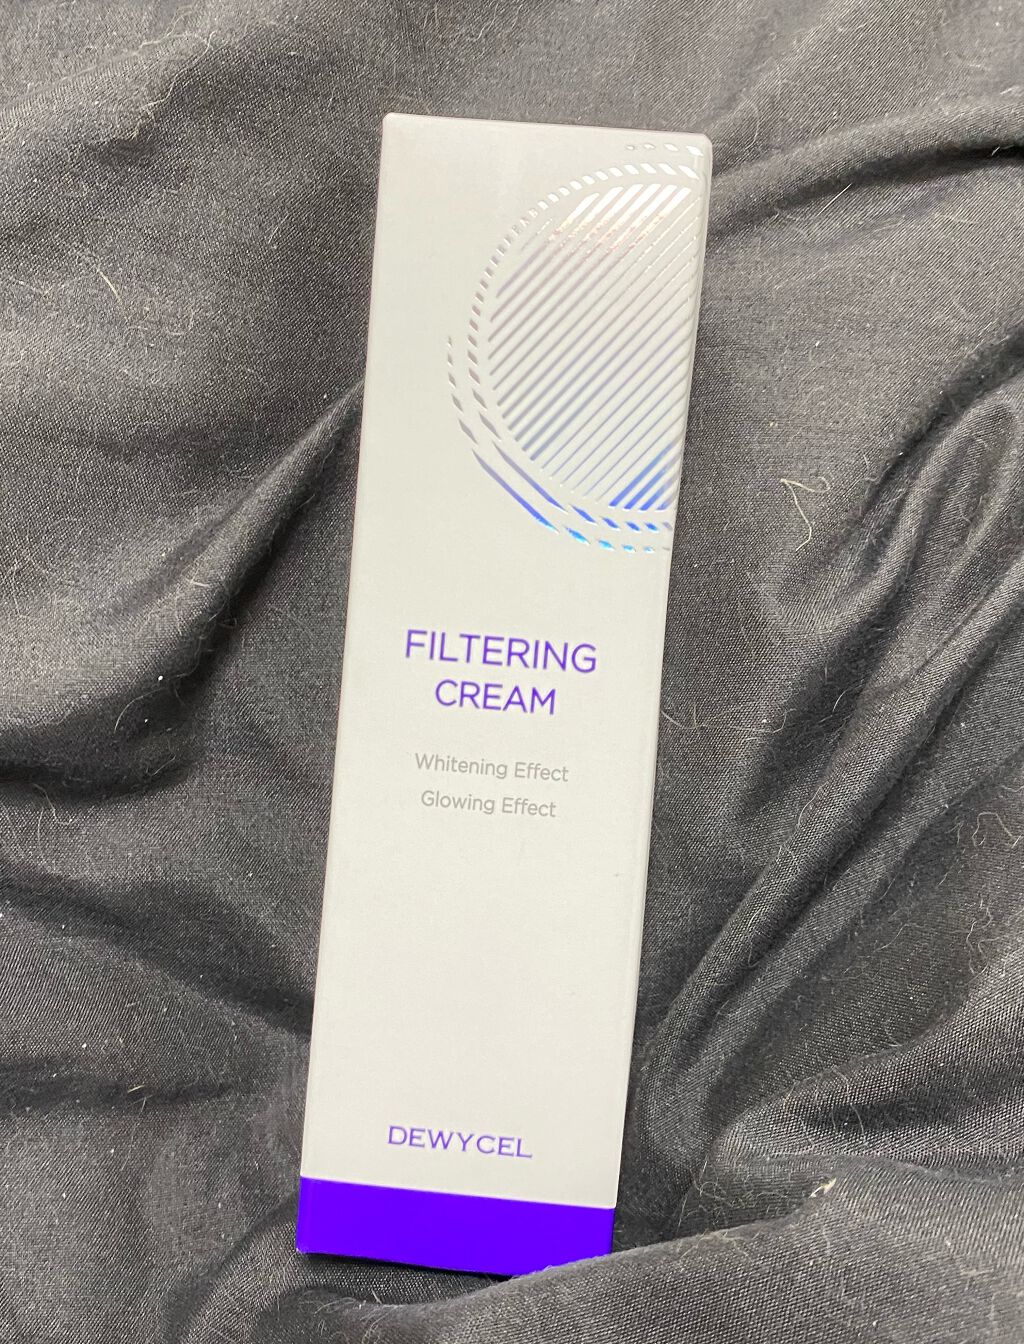 FILTERING
CREAM
Whitening Effect
Glowing Effect
DEWYCEL